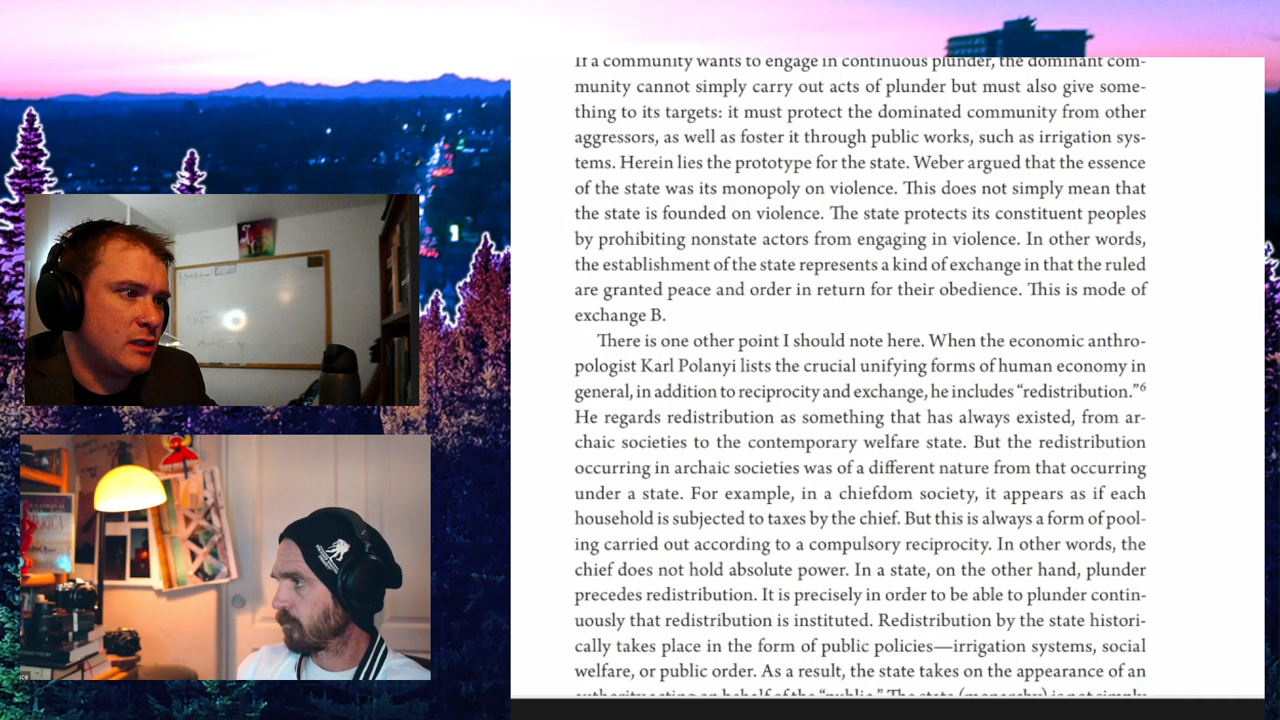 If a community wants to engage in continuous plunder, the dominant com-
munity cannot simply carry out acts of plunder but must also give some-
thing to its targets: it must protect the dominated community from other
aggressors, as well as foster it through public works, such as irrigation sys-
tems. Herein lies the prototype for the state. Weber argued that the essence
of the state was its monopoly on violence. This does not simply mean that
the state is founded on violence. The state protects its constituent peoples
by prohibiting nonstate actors from engaging in violence. In other words,
the establishment of the state represents a kind of exchange in that the ruled
are granted peace and order in return for their obedience. This is mode of
exchange B.
There is one other point I should note here. When the economic anthro-
pologist Karl Polanyi lists the crucial unifying forms of human economy in
general, in addition to reciprocity and exchange, he includes “redistribution.”6
He regards redistribution as something that has always existed, from ar-
chaic societies to the contemporary welfare state. But the redistribution
occurring in archaic societies was of a different nature from that occurring
under a state. For example, in a chiefdom society, it appears as if each
household is subjected to taxes by the chief. But this is always a form of pool-
ing carried out according to a compulsory reciprocity. In other words, the
chief does not hold absolute power. In a state, on the other hand, plunder
precedes redistribution. It is precisely in order to be able to plunder contin-
uously that redistribution is instituted. Redistribution by the state histori-
cally takes place in the form of public policies—irrigation systems, social
welfare, or public order. As a result, the state takes on the appearance of an
authority acting on behalf of the “public.” The state (monarchy) is not simply